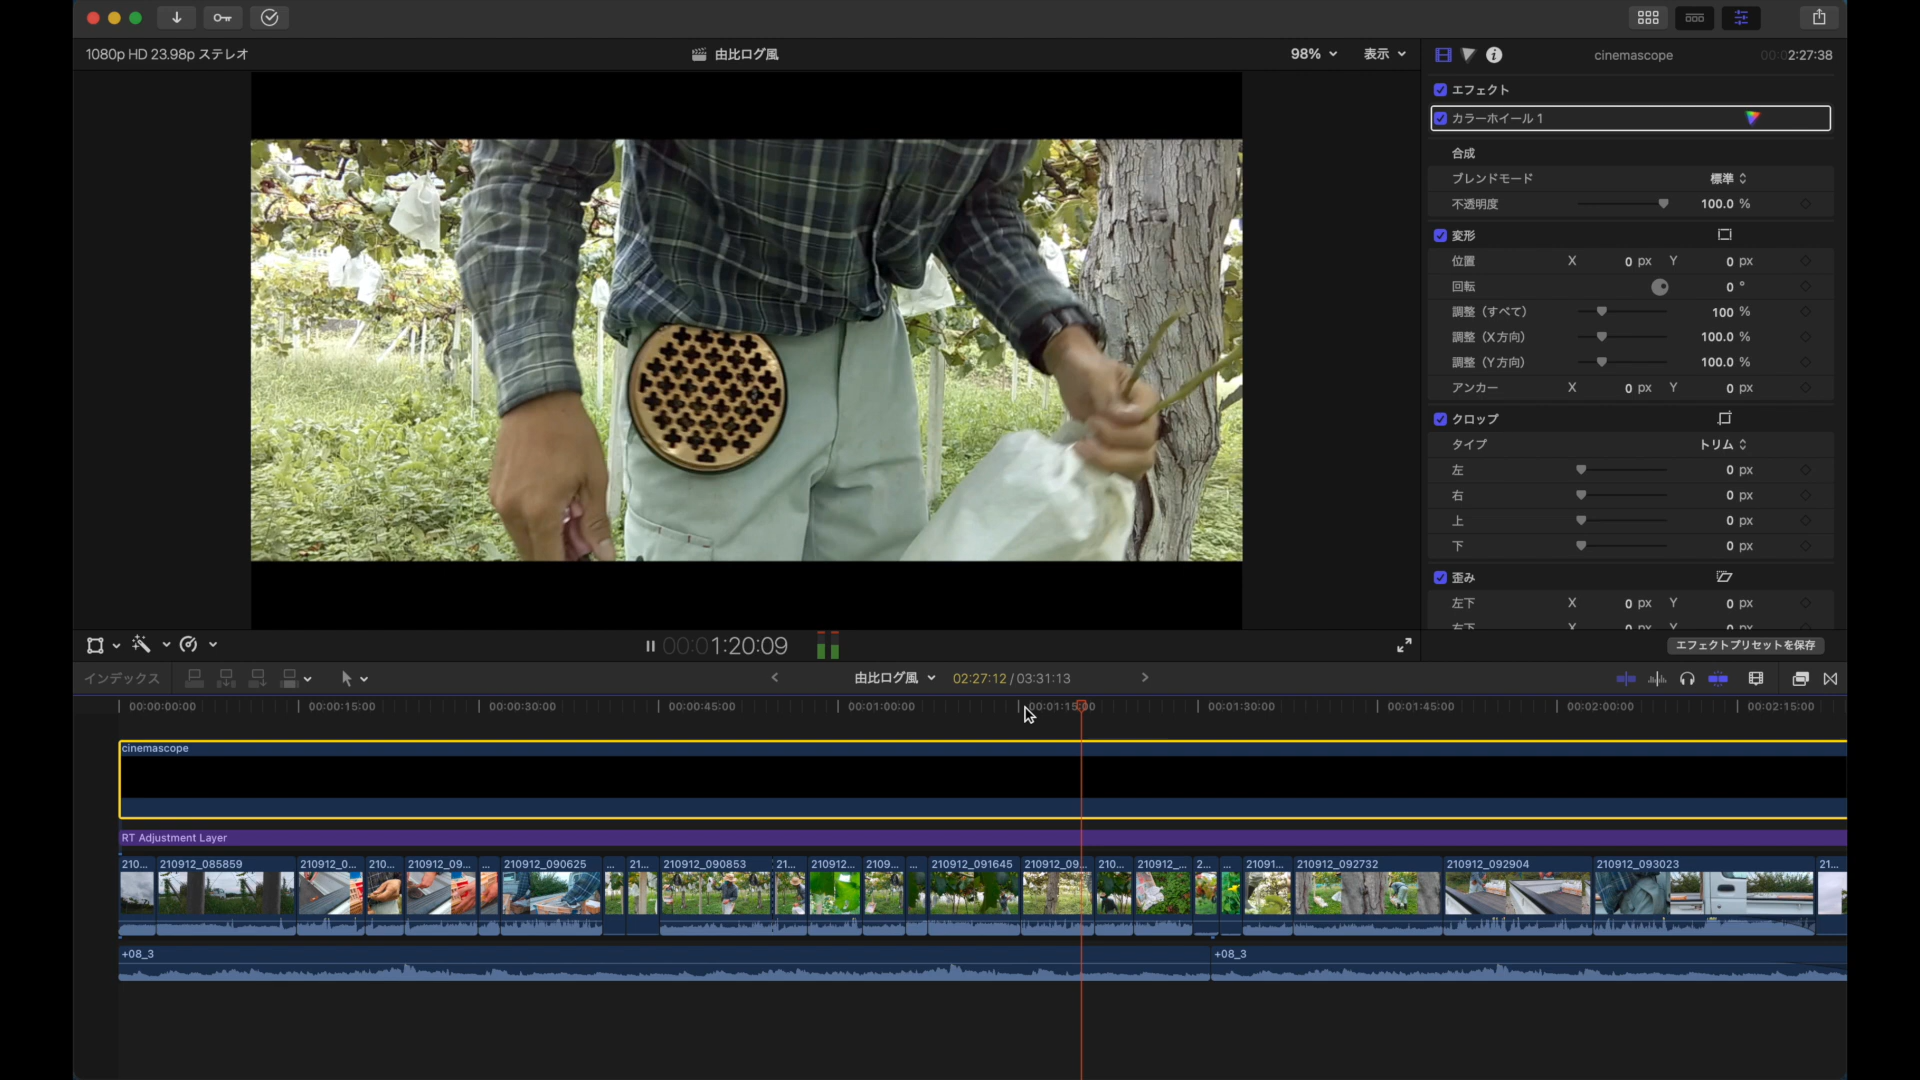 1080p HD 23.98p ステレオ
由比ログ風
98%
表示
cinemascope
00:02:27:38
エフェクト
カラーホイール 1
合成
ブレンドモード 標準
不透明度 100.0 %
変形
位置 X 0 px Y 0 px
回転 0 °
調整（すべて） 100 %
調整（X方向） 100.0 %
調整（Y方向） 100.0 %
アンカー X 0 px Y 0 px
クロップ
タイプ トリム
左 0 px
右 0 px
上 0 px
下 0 px
歪み
左下 X 0 px Y 0 px
右下 X 0 px Y 0 px
00:01:20:09
エフェクトプリセットを保存
インデックス
由比ログ風
02:27:12 / 03:31:13
00:00:00:00 00:00:15:00 00:00:30:00 00:00:45:00 00:01:00:00 00:01:15:00 00:01:30:00 00:01:45:00 00:02:00:00 00:02:15:00
cinemascope
RT Adjustment Layer
210... 210912_085859 210912_0... 210... 210912_09... ... 210912_090625 ... 21... 210912_090853 21... 210912... 2109... ... 210912_091645 210912_09... 210... 210912_... 2... ... 21091... 210912_092732 210912_092904 210912_093023 21...
+08_3 +08_3